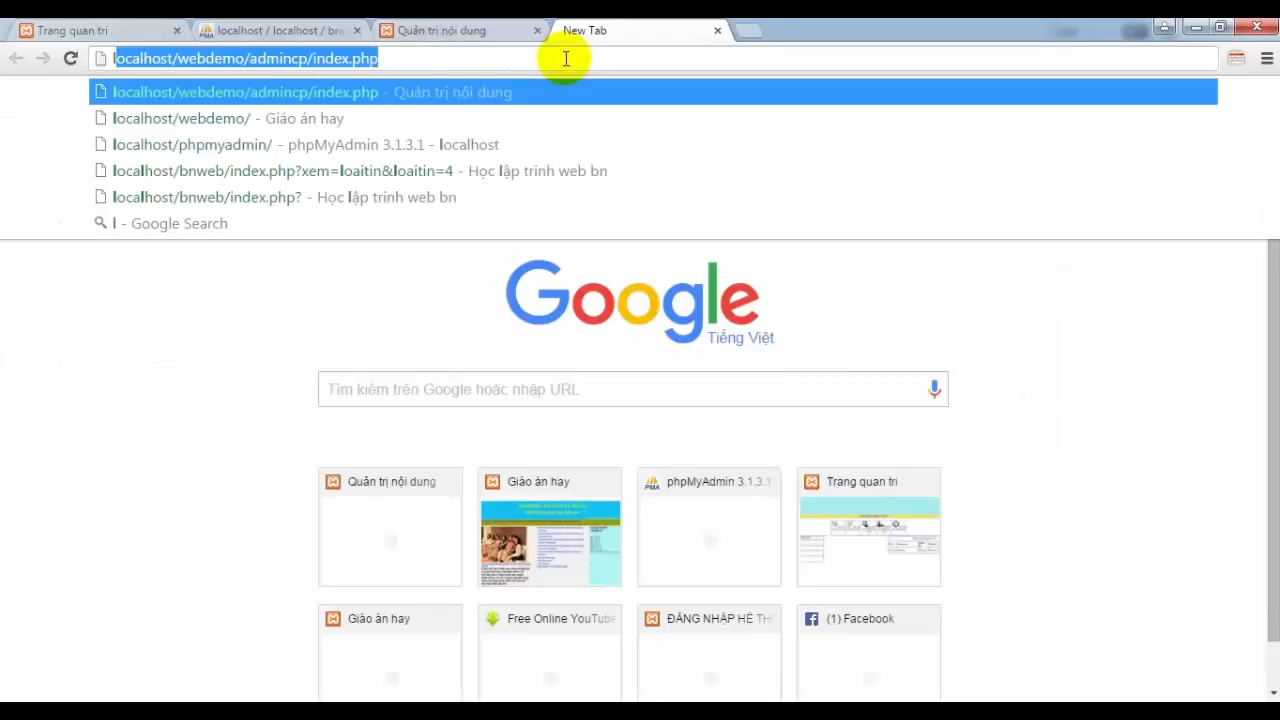 Trang quan tri
localhost / localhost / bn
Quản trị nội dung
New Tab
localhost/webdemo/admincp/index.php
localhost/webdemo/admincp/index.php - Quản trị nội dung
localhost/webdemo/ - Giáo án hay
localhost/phpmyadmin/ - phpMyAdmin 3.1.3.1 - localhost
localhost/bnweb/index.php?xem=loaitin&loaitin=4 - Học lập trinh web bn
localhost/bnweb/index.php? - Học lập trinh web bn
l - Google Search
Google
Tiếng Việt
Tìm kiếm trên Google hoặc nhập URL
Quản trị nội dung
Giáo án hay
PMA phpMyAdmin 3.1.3.1
Trang quan tri
Giáo án hay
Free Online YouTube
ĐĂNG NHẬP HỆ TH
(1) Facebook